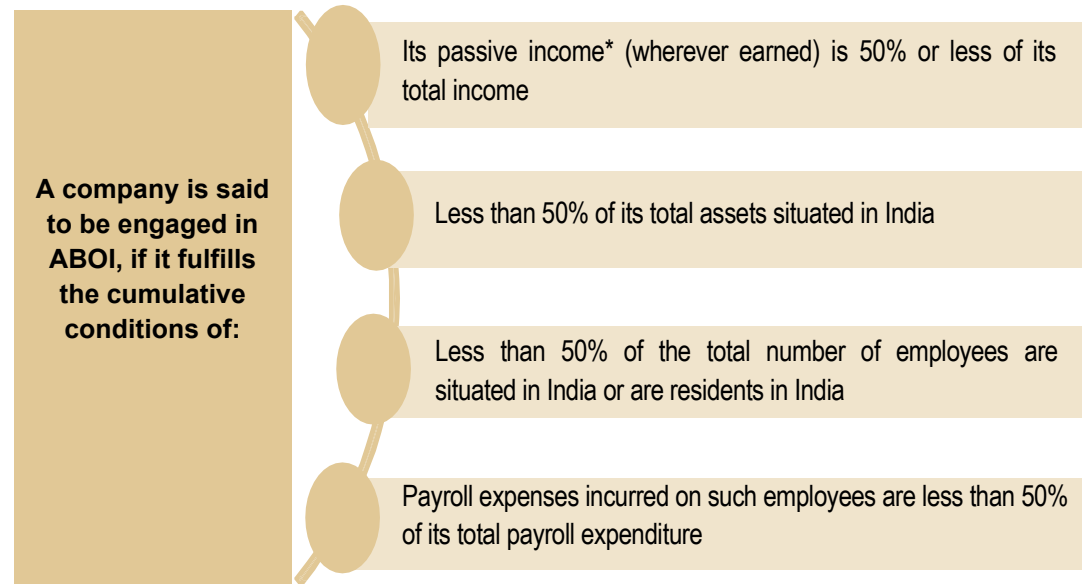 A company is said
to be engaged in
ABOI, if it fulfills
the cumulative
conditions of:
Its passive income* (wherever earned) is 50% or less of its
total income
Less than 50% of its total assets situated in India
Less than 50% of the total number of employees are
situated in India or are residents in India
Payroll expenses incurred on such employees are less than 50%
of its total payroll expenditure